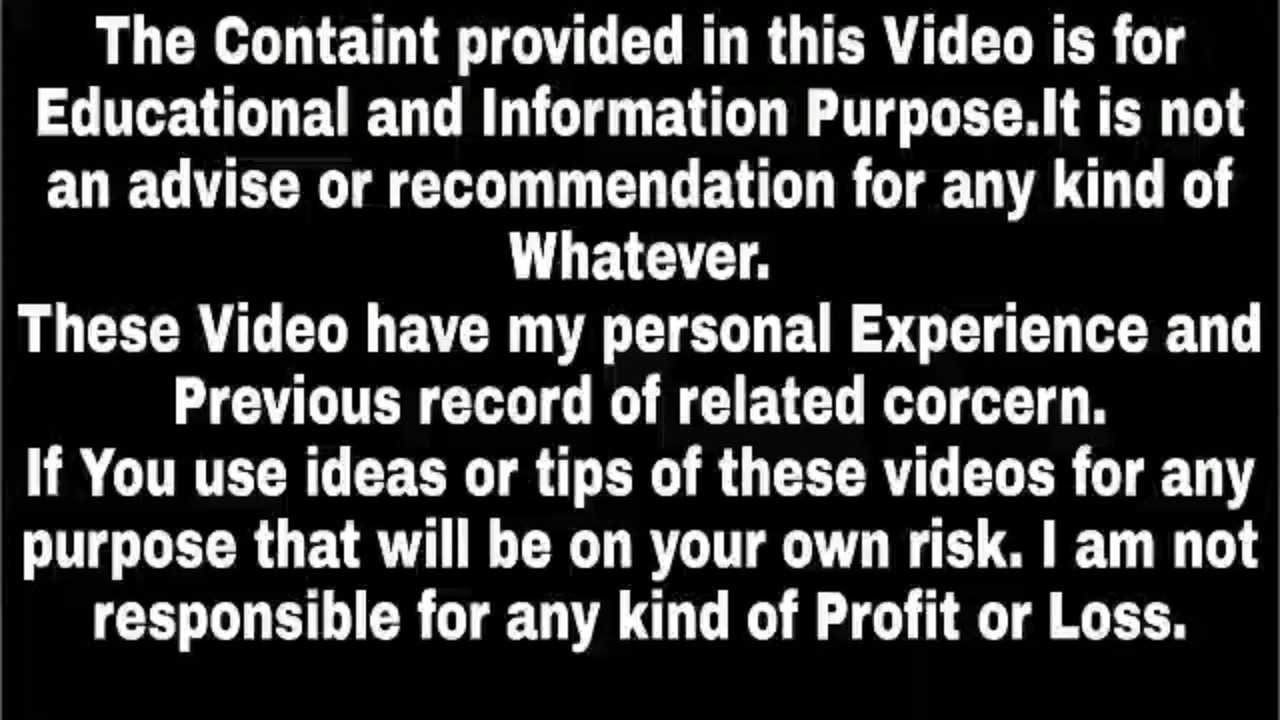 The Containt provided in this Video is for
Educational and Information Purpose.It is not
an advise or recommendation for any kind of
Whatever.
These Video have my personal Experience and
Previous record of related corcern.
If You use ideas or tips of these videos for any
purpose that will be on your own risk. I am not
responsible for any kind of Profit or Loss.